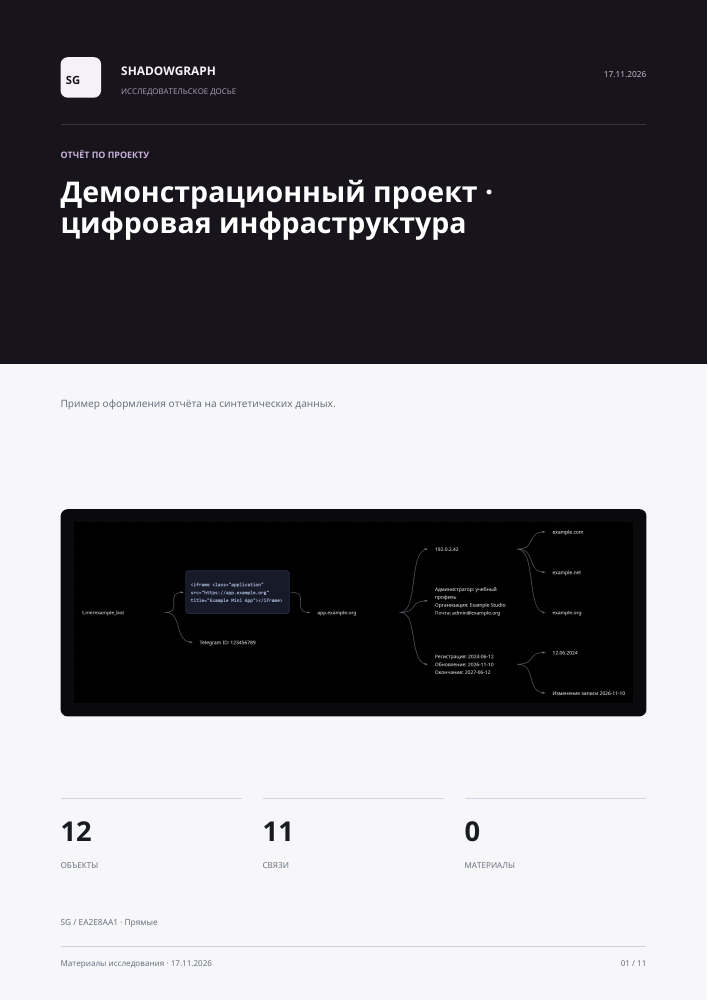 SG
SHADOWGRAPH
ИССЛЕДОВАТЕЛЬСКОЕ ДОСЬЕ
17.11.2026
ОТЧЁТ ПО ПРОЕКТУ
Демонстрационный проект ·
цифровая инфраструктура
Пример оформления отчёта на синтетических данных.
t.me/example_bot
<iframe class="application"
src="https://app.example.org"
title="Example Mini App"></iframe>
Telegram ID: 123456789
app.example.org
192.0.2.42
Администратор: учебный
профиль
Организация: Example Studio
Почта: admin@example.org
Регистрация: 2024-06-12
Обновление: 2026-11-10
Окончание: 2027-06-12
example.com
example.net
example.org
12.06.2024
Изменение записи 2026-11-10
12
ОБЪЕКТЫ
11
СВЯЗИ
0
МАТЕРИАЛЫ
SG / EA2E8AA1 · Прямые
Материалы исследования · 17.11.2026
01 / 11